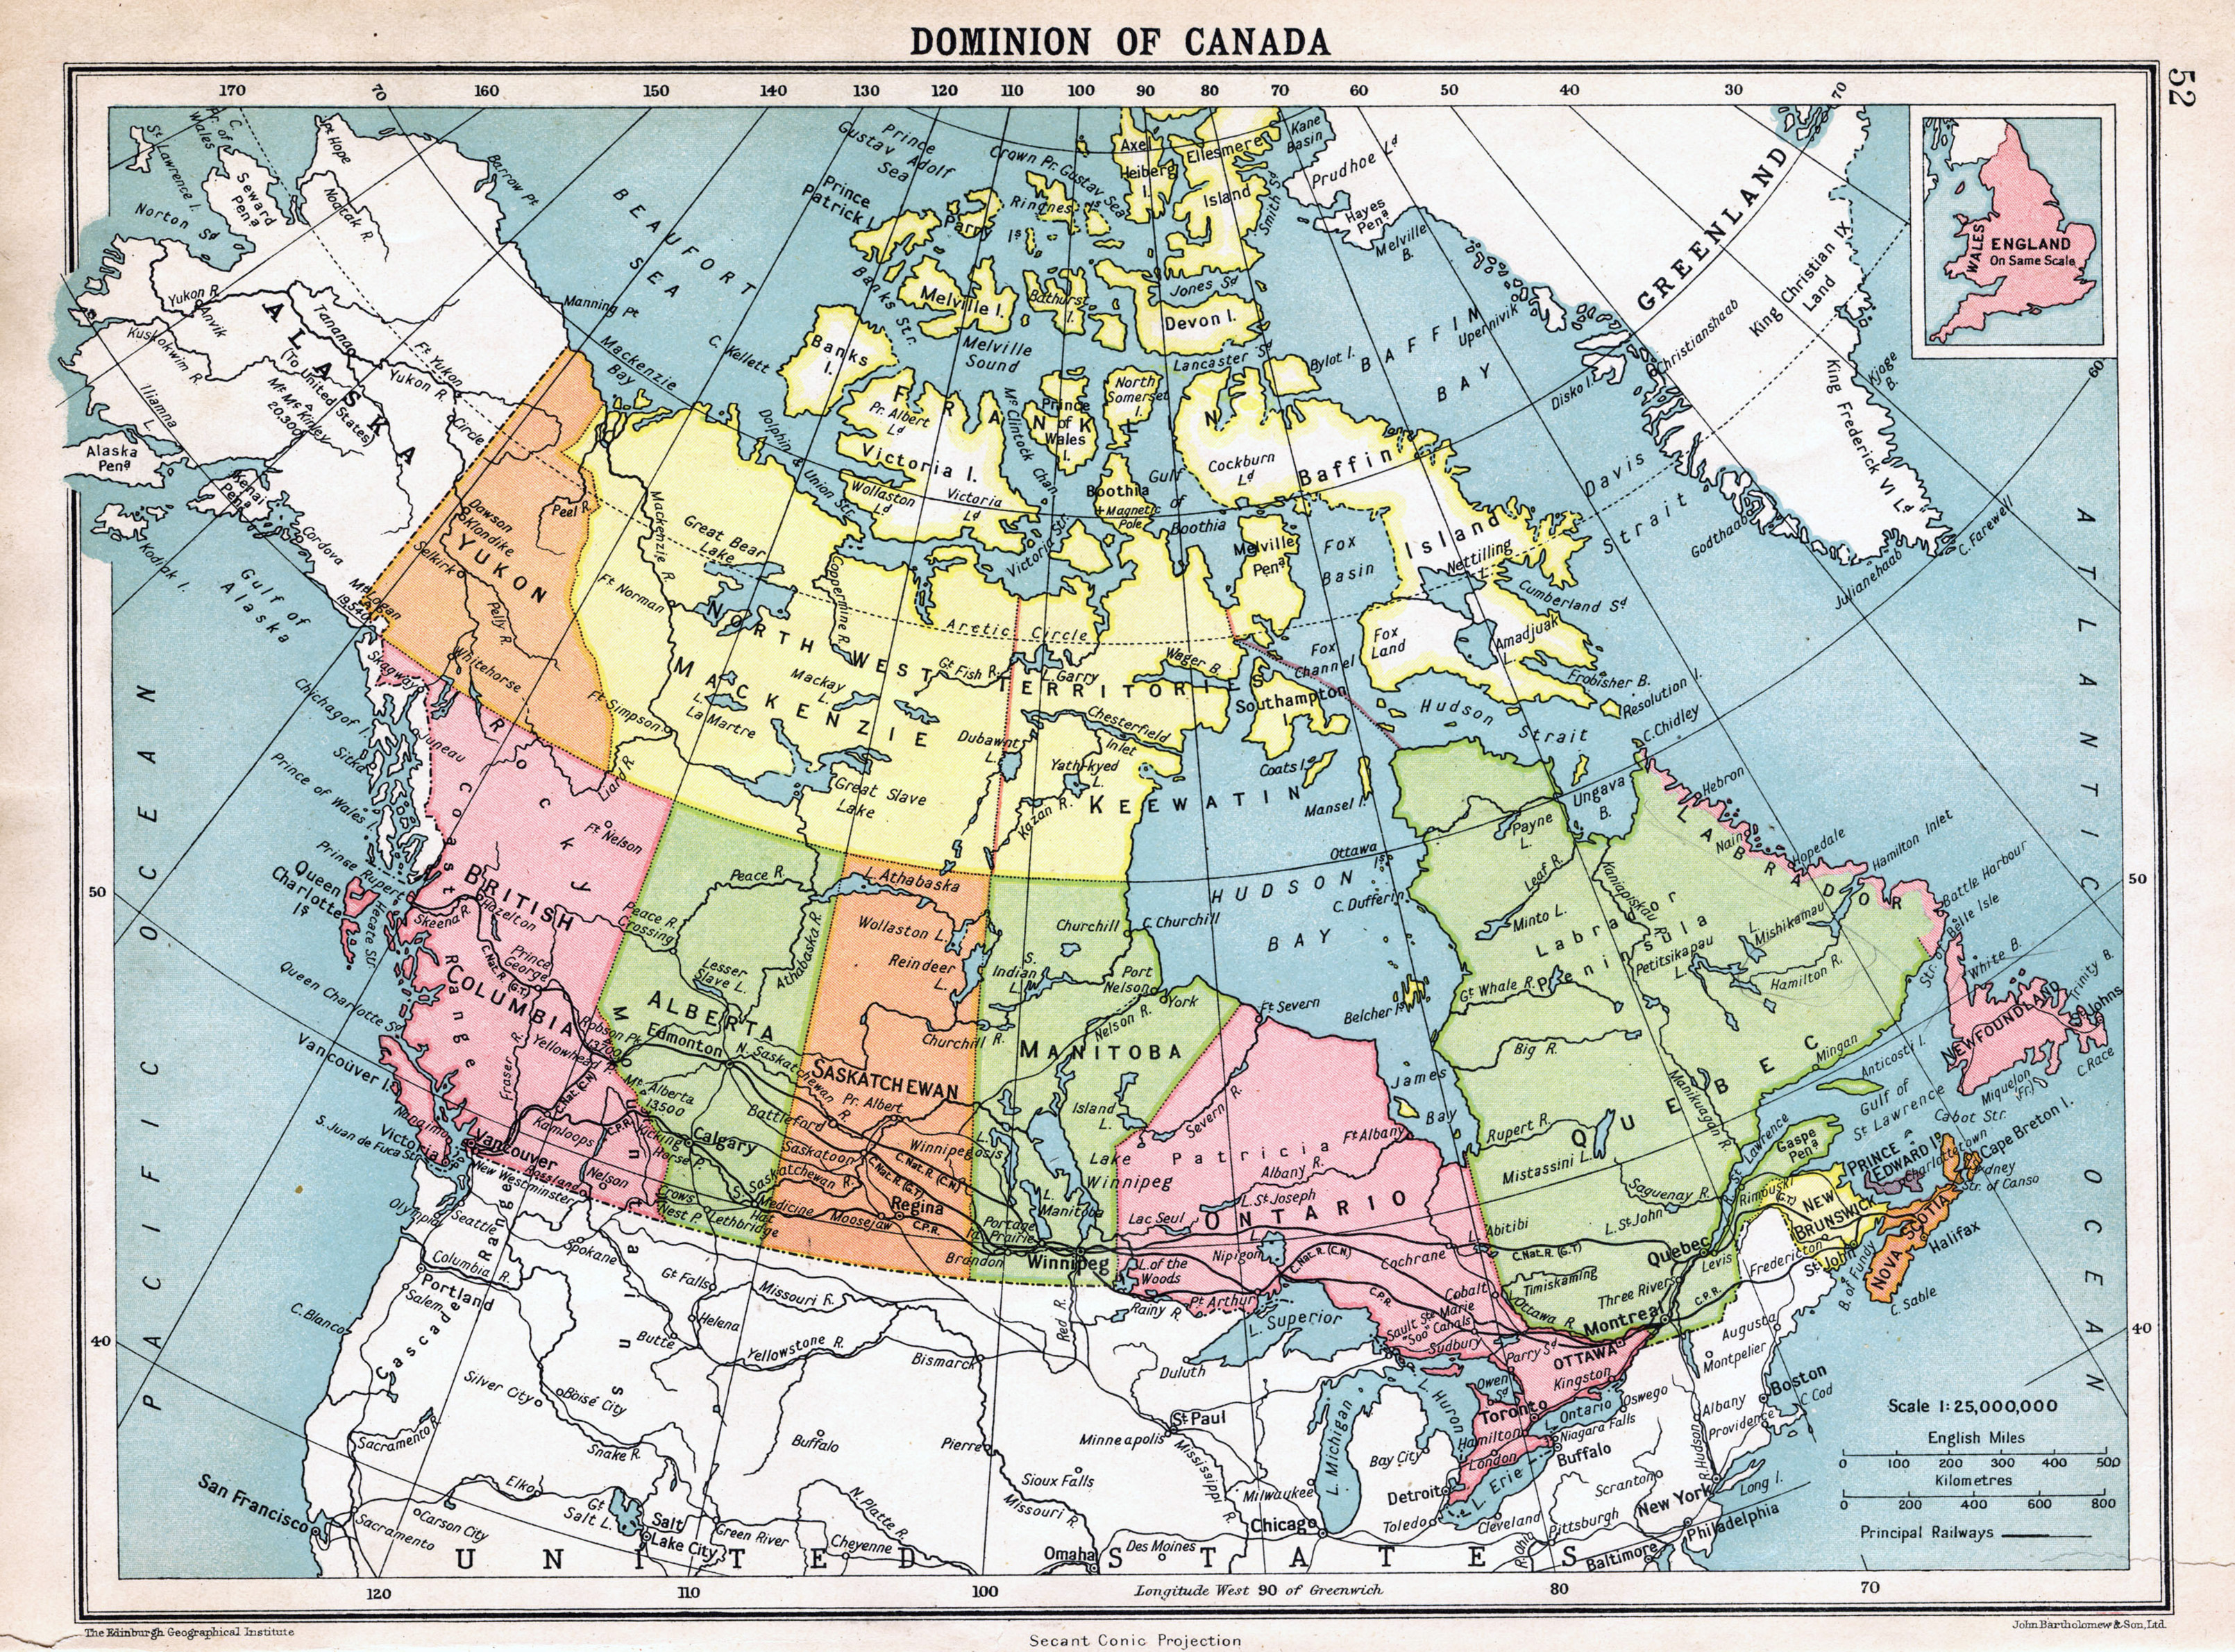 DOMINION OF CANADA
52
170
70
160
150
140
130
120
110
100
90
80
70
60
50
40
30
70
C.
Pr. of
Wales
St Lawrence I.
Pt Hope
Seward
Pena
Noatak R.
Norton Sd
Barrow Pt
BEAUFORT
SEA
Prince
Gustav Adolf
Sea
Crown Pr. Gustav Sea
Prince
Patrick I.
Axel
Heiberg
I.
Ellesmere
Island
Kane
Basin
Smith Sd
Prudhoe Ld
Hayes
Pena
Melville
B.
GREENLAND
King Christian IX
Land
WALES
ENGLAND
On Same Scale
Ringnes Is
Parry
Is
Banks Str.
Melville I.
Bathurst
I.
Jones Sd
Devon I.
Lancaster Sd
Melville
Sound
Bylot I.
BAFFIN
BAY
Upernivik
Christianshaab
Disko I.
King Frederick VI Ld
Kjoge
B.
60
Yukon R.
Anvik
Kuskokwim R.
Iliamna
L.
ALASKA
(To United States)
Tanana
Mt McKinley
20,300
Ft Yukon
Yukon R.
Circle
Manning Pt
Mackenzie
Bay
C. Kellett
Banks
I.
FRANKLIN
Pr. Albert
Ld
Victoria I.
Wollaston
Ld
Victoria
Ld
Mc Clintock Chan.
Prince
of
Wales
I.
North
Somerset
I.
Cockburn
Ld
Baffin
Island
Gulf
of
Boothia
Boothia
Magnetic
Pole
Dolphin & Union Str.
Victoria Str.
Davis
Strait
Godthaab
Julianehaab
C. Farewell
Alaska
Pena
Kenai
Pena
Kodiak I.
Cordova
Gulf of
Alaska
Mt Logan
19,540
Dawson
Klondike
YUKON
Selkirk
Peel R.
Pelly R.
Whitehorse
Mackenzie R.
Ft Norman
Great Bear
Lake
Coppermine R.
NORTH WEST TERRITORIES
Arctic Circle
Gt Fish R.
L. Garry
Wager B.
Melville
Pena
Fox
Basin
Fox
Channel
Fox
Land
Nettilling
L.
Amadjuak
L.
Cumberland Sd
Frobisher B.
Resolution I.
C. Chidley
MACKENZIE
Mackay
L.
L.
La Martre
Ft Simpson
Great Slave
Lake
Dubawnt
L.
Yath-kyed
L.
Kazan R.
Chesterfield
Inlet
KEEWATIN
Southampton
I.
Coats I.
Mansel I.
Hudson
Strait
Skagway
Chichagof I.
Sitka
Juneau
Prince of Wales I.
Prince
Rupert
Queen
Charlotte
Is
Hecate Str.
Queen Charlotte Sd
Coast Range
Rocky
Liard R.
Ft Nelson
BRITISH
COLUMBIA
Skeena R.
Hazelton
Prince
George
C.Nat.R. (G.T.)
Fraser R.
Peace R.
Crossing
Peace R.
L. Athabaska
Lesser
Slave L.
Athabaska R.
ALBERTA
Robson Pk
13,700
Yellowhead P.
Edmonton
N. Saskatchewan R.
Mt. Alberta
13,500
Wollaston L.
Reindeer
L.
Churchill R.
SASKATCHEWAN
Pr. Albert
Battleford
Saskatoon
S. Saskatchewan R.
S.
Indian
L.
Churchill
C. Churchill
Port
Nelson
York
Nelson R.
MANITOBA
Island
L.
Winnipegosis
HUDSON
BAY
Ottawa
Is
C. Dufferin
Belcher Is
Ft Severn
Severn R.
Patricia
Albany R.
Ft Albany
James
Bay
Payne
L.
Ungava
B.
Leaf R.
Kaniapiskau R.
Minto L.
Labrador
Peninsula
Petitsikapau
L.
L.
Mishikamau
Hamilton R.
Gt Whale R.
Big R.
QUEBEC
Rupert R.
Mistassini L.
Manikuagan R.
LABRADOR
Hebron
Nain
Hopedale
Hamilton Inlet
Battle Harbour
Belle Isle
Str. of
White B.
NEWFOUNDLAND
Trinity B.
St Johns
C. Race
Miquelon
(Fr.)
Mingan
Anticosti I.
Gulf of
St Lawrence
Cabot Str.
Cape Breton I.
Sydney
Str. of Canso
Gaspe
Pena
PRINCE
EDWARD Id
Charlottetown
NEW
BRUNSWICK
Rimouski
(G.T.)
R. St Lawrence
Saguenay R.
L. St John
NOVA SCOTIA
Halifax
C. Sable
B. of Fundy
St John
Fredericton
Vancouver I.
Nanaimo
Victoria
S. Juan de Fuca Str.
Vancouver
New Westminster
Kamloops
C.Nat.R. (C.N.)
C.P.R.
Kicking
Horse P.
Calgary
Rossland
Nelson
Crows
Nest P.
Lethbridge
Medicine
Hat
Moosejaw
Regina
C.Nat.R. (C.N.)
C.Nat.R. (G.T.)
C.P.R.
Portage
la
Prairie
Brandon
Winnipeg
L.
Manitoba
Lake
Winnipeg
Lac Seul
L. St. Joseph
ONTARIO
L. of the
Woods
Rainy R.
Pt Arthur
L.
Nipigon
C.Nat.R. (C.N.)
C.P.R.
Cochrane
L.
Abitibi
C.Nat.R. (G.T.)
Cobalt
L. Timiskaming
Ottawa R.
Sault Ste Marie
"Soo" Canals
Sudbury
Parry Sd
OTTAWA
Kingston
Montreal
Three Rivers
Quebec
Levis
C.P.R.
Owen
Sd
Toronto
Hamilton
London
L. Ontario
Niagara Falls
Oswego
L. Erie
L. Huron
L. Michigan
L. Superior
Olympia
Seattle
Columbia R.
Portland
Salem
Cascade Range
Spokane
Gt Falls
Missouri R.
Helena
Butte
Yellowstone R.
Bismarck
Red R.
Duluth
C. Blanco
Silver City
Boisé City
Snake R.
Buffalo
Pierre
Sioux Falls
Missouri R.
Minneapolis
St Paul
Mississippi R.
Milwaukee
Chicago
Bay City
Detroit
Toledo
Cleveland
Buffalo
Pittsburgh
R. Ohio
Scranton
New York
Long I.
Philadelphia
Baltimore
R. Hudson
Albany
Providence
Boston
C. Cod
Montpelier
Augusta
Sacramento R.
San Francisco
Sacramento
Carson City
Elko
Gt
Salt L.
Salt
Lake City
Green River
N. Platte R.
Cheyenne
Omaha
Des Moines
UNITED STATES
PACIFIC OCEAN
ATLANTIC OCEAN
50
50
40
40
Scale 1:25,000,000
English Miles
0 100 200 300 400 500
Kilometres
0 200 400 600 800
Principal Railways
120
110
100
Longitude West 90 of Greenwich
80
70
The Edinburgh Geographical Institute
John Bartholomew & Son, Ltd.
Secant Conic Projection